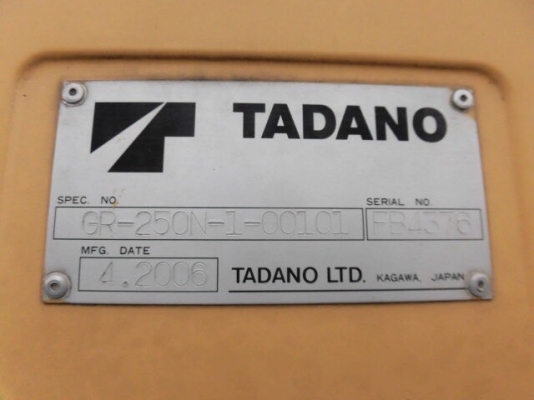 TADANO
SPEC. NO.
SERIAL NO.
GR-250N-1-00101
FB4376
MFG. DATE
4.2006
TADANO LTD. KAGAWA, JAPAN